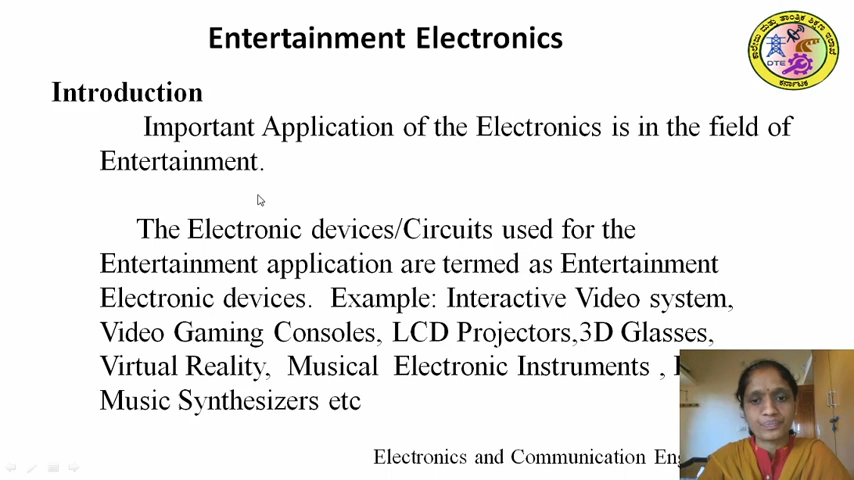 Entertainment Electronics
Introduction
Important Application of the Electronics is in the field of
Entertainment.
The Electronic devices/Circuits used for the
Entertainment application are termed as Entertainment
Electronic devices. Example: Interactive Video system,
Video Gaming Consoles, LCD Projectors,3D Glasses,
Virtual Reality, Musical Electronic Instruments ,
Music Synthesizers etc
Electronics and Communication
DTE
ಕರ್ನಾಟಕ